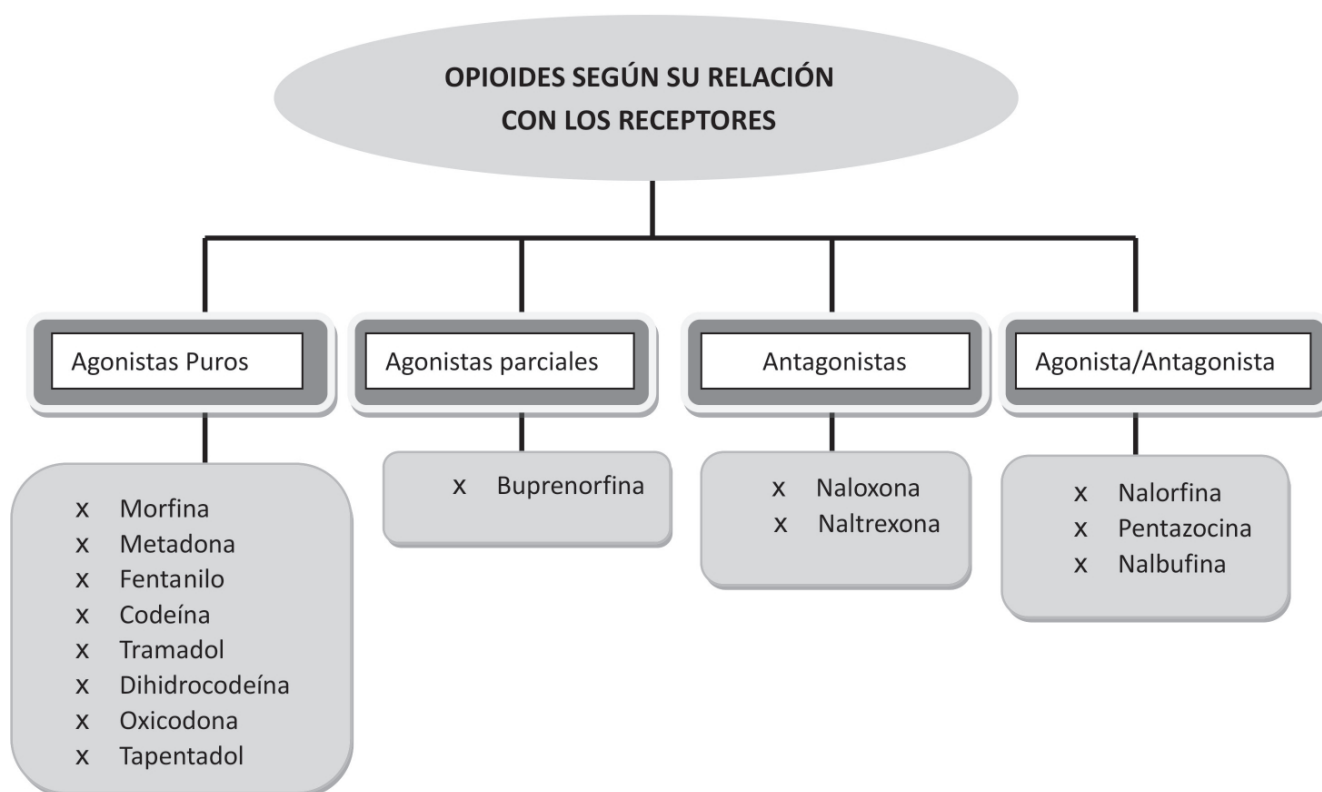 OPIOIDES SEGÚN SU RELACIÓN
CON LOS RECEPTORES
Agonistas Puros
Agonistas parciales
Antagonistas
Agonista/Antagonista
x Morfina
x Metadona
x Fentanilo
x Codeína
x Tramadol
x Dihidrocodeína
x Oxicodona
x Tapentadol
x Buprenorfina
x Naloxona
x Naltrexona
x Nalorfina
x Pentazocina
x Nalbufina